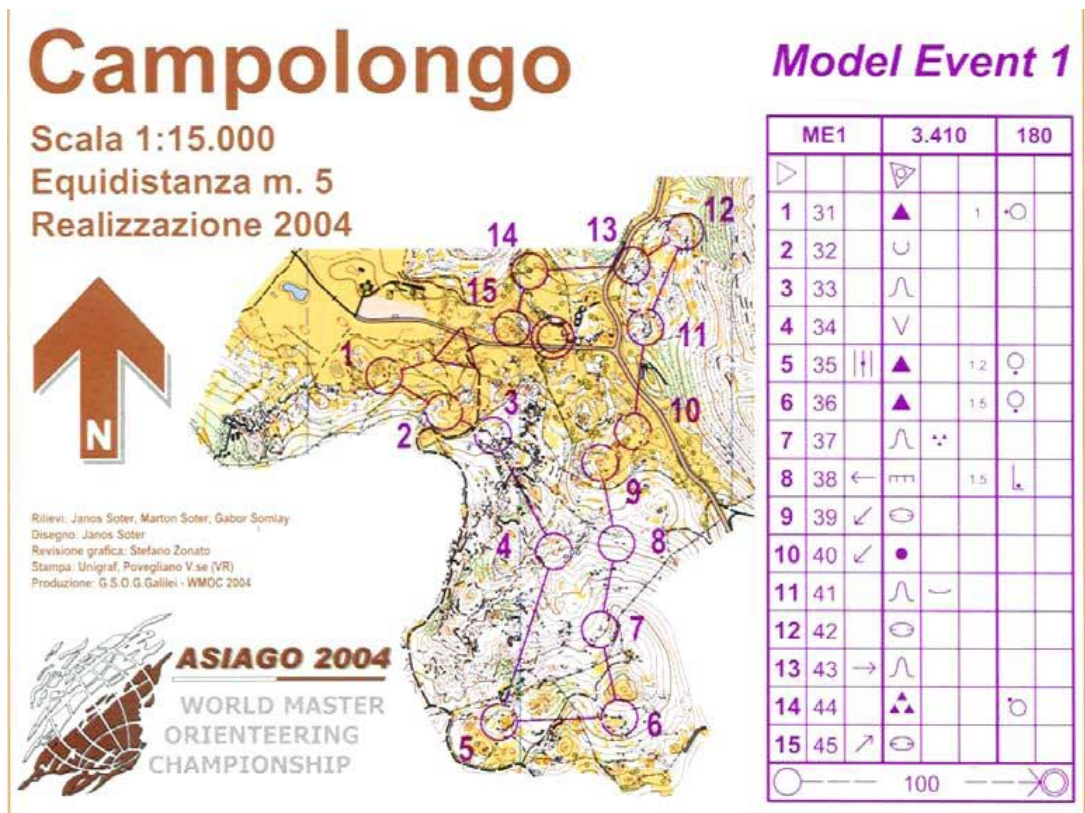 Campolongo
Scala 1:15.000
Equidistanza m. 5
Realizzazione 2004
Model Event 1
ME1 3.410 180
1 31 1
2 32
3 33
4 34
5 35 1.2
6 36 1.5
7 37
8 38 1.5
9 39
10 40
11 41
12 42
13 43
14 44
15 45
100
12
13
14
15
11
1
3
10
2
9
4
8
7
6
5
N
Rilievi: Janos Soter, Marton Soter, Gabor Somlay
Disegno: Janos Soter
Revisione grafica: Stefano Zonato
Stampa: Unigraf, Povegliano V.se (VR)
Produzione: G.S.O.G.Galilei - WMOC 2004
ASIAGO 2004
WORLD MASTER
ORIENTEERING
CHAMPIONSHIP